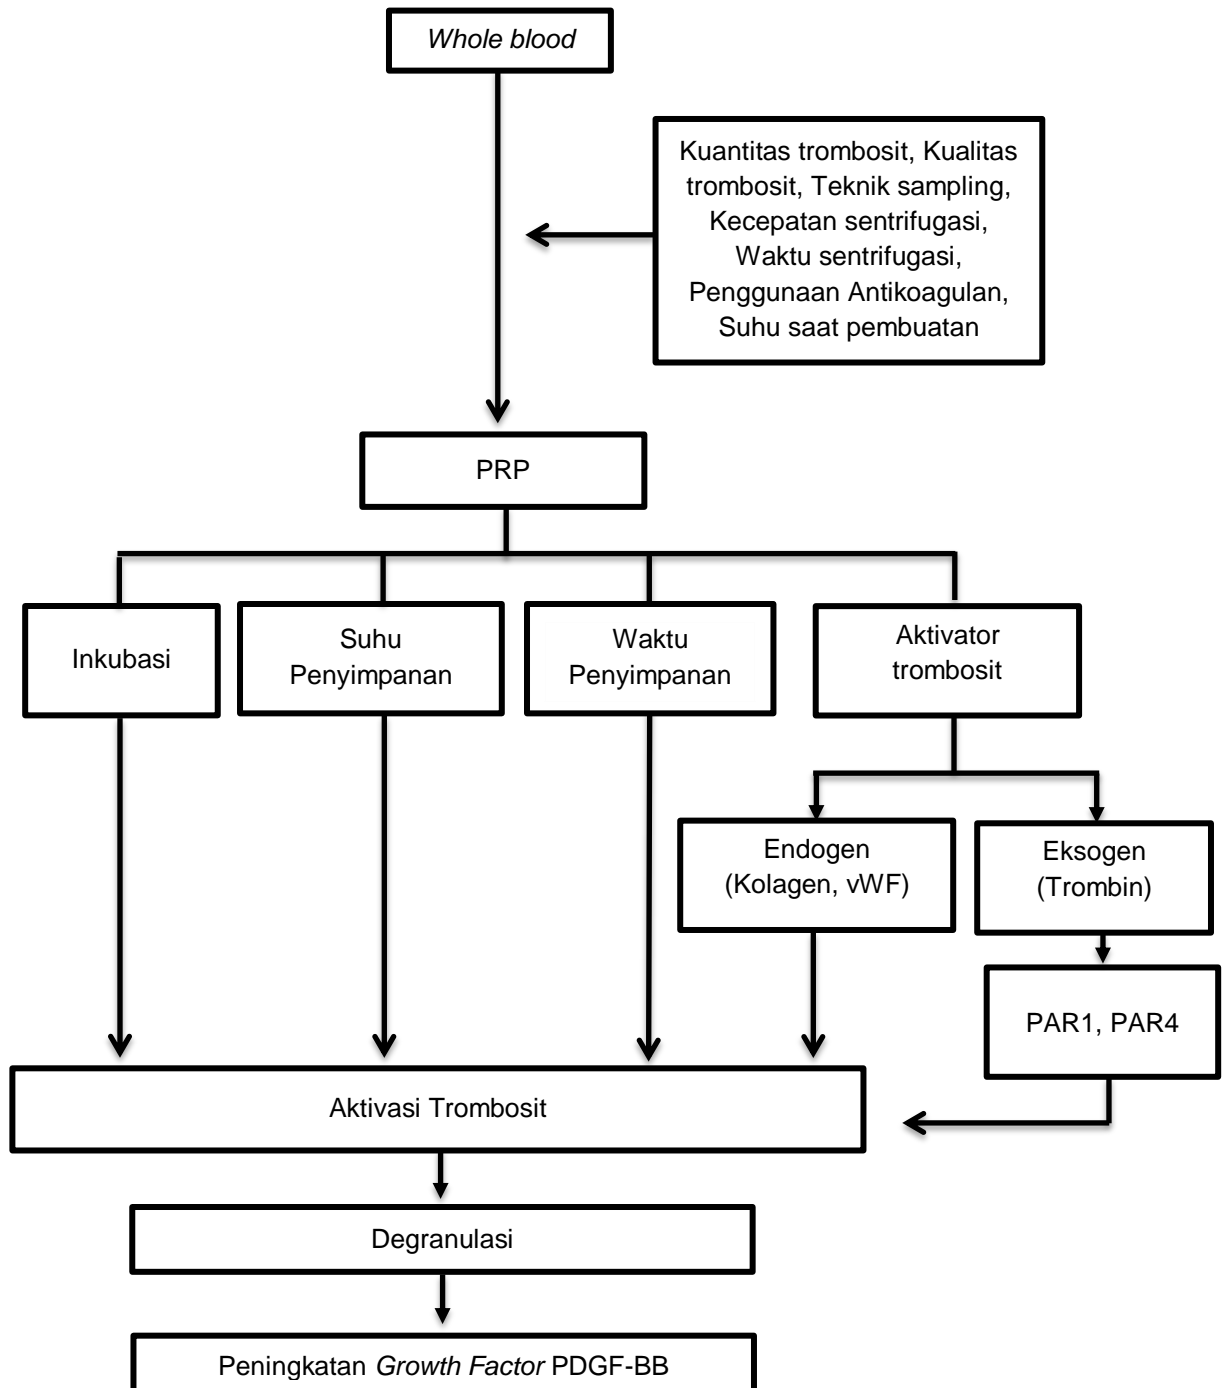 Whole blood
Kuantitas trombosit, Kualitas
trombosit, Teknik sampling,
Kecepatan sentrifugasi,
Waktu sentrifugasi,
Penggunaan Antikoagulan,
Suhu saat pembuatan
PRP
Inkubasi
Suhu
Penyimpanan
Waktu
Penyimpanan
Aktivator
trombosit
Endogen
(Kolagen, vWF)
Eksogen
(Trombin)
PAR1, PAR4
Aktivasi Trombosit
Degranulasi
Peningkatan Growth Factor PDGF-BB